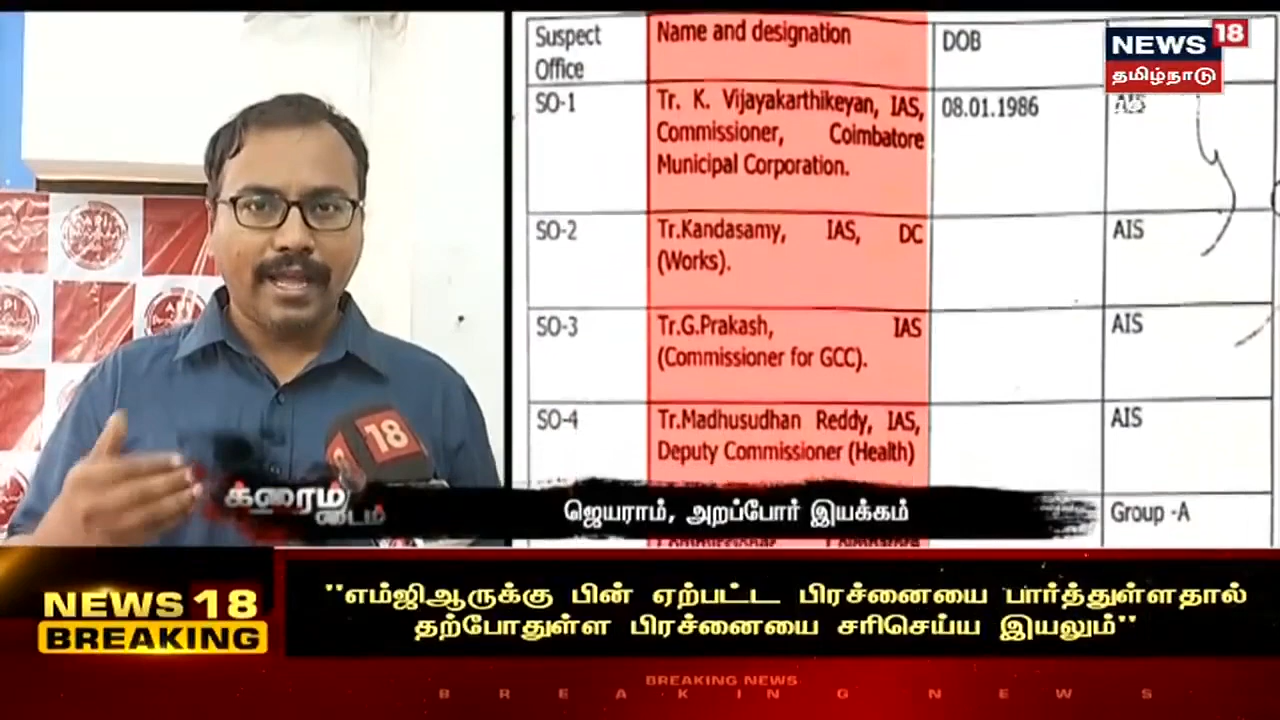 Suspect Office
Name and designation
DOB
SO-1
Tr. K. Vijayakarthikeyan, IAS,
Commissioner, Coimbatore
Municipal Corporation.
08.01.1986
AIS
SO-2
Tr.Kandasamy, IAS, DC
(Works).
AIS
SO-3
Tr.G.Prakash, IAS
(Commissioner for GCC).
AIS
SO-4
Tr.Madhusudhan Reddy, IAS,
Deputy Commissioner (Health)
AIS
Group -A
NEWS 18
தமிழ்நாடு
18
க்ரைம்
டைம்
ஜெயராம், அறப்போர் இயக்கம்
NEWS 18
BREAKING
"எம்ஜிஆருக்கு பின் ஏற்பட்ட பிரச்னையை பார்த்துள்ளதால்
தற்போதுள்ள பிரச்னையை சரிசெய்ய இயலும்"
BREAKING NEWS
BREAKING NEWS